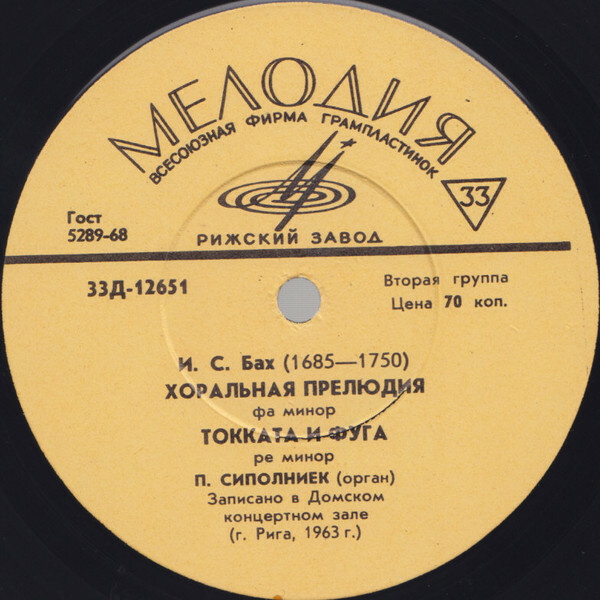 МЕЛОДИЯ
ВСЕСОЮЗНАЯ ФИРМА ГРАМПЛАСТИНОК
33
Гост
5289-68
РИЖСКИЙ ЗАВОД
33Д-12651
Вторая группа
Цена 70 коп.
И. С. Бах (1685—1750)
ХОРАЛЬНАЯ ПРЕЛЮДИЯ
фа минор
ТОККАТА И ФУГА
ре минор
П. СИПОЛНИЕК (орган)
Записано в Домском
концертном зале
(г. Рига, 1963 г.)